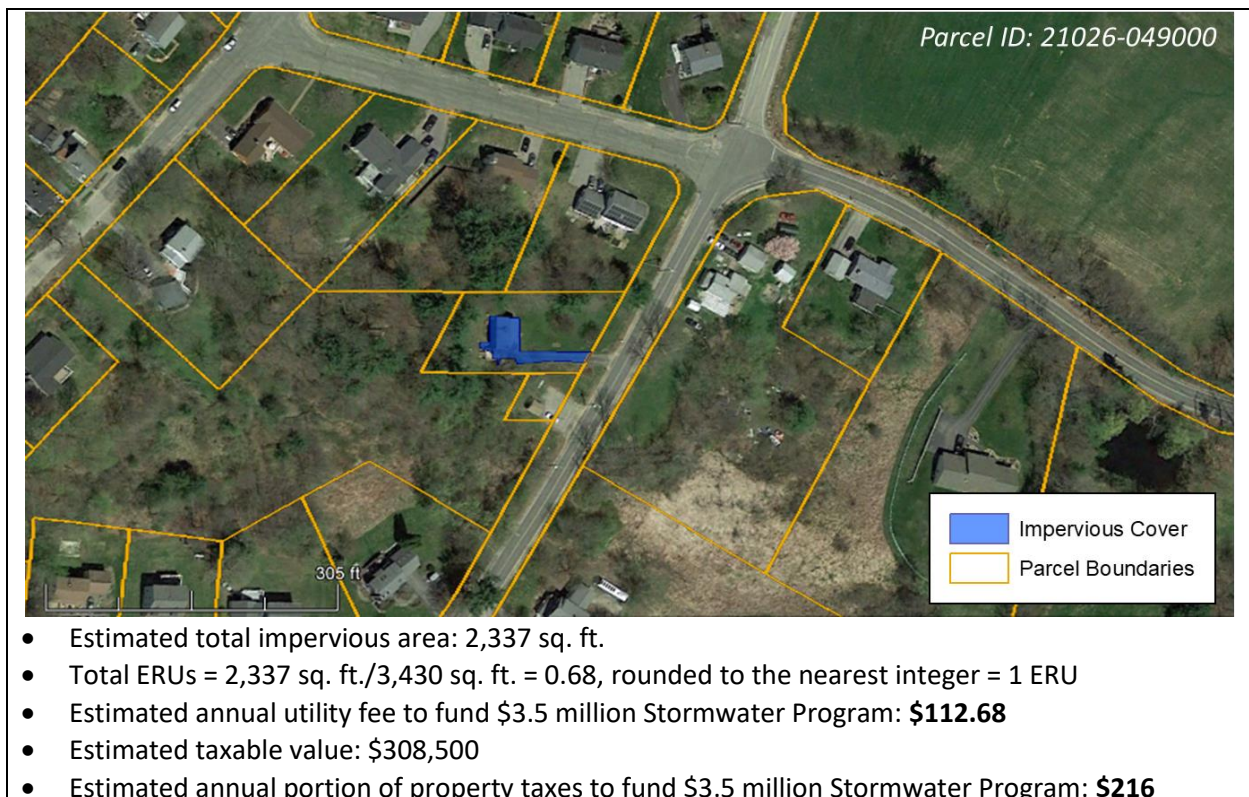 Parcel ID: 21026-049000
305 ft
Impervious Cover
Parcel Boundaries
• Estimated total impervious area: 2,337 sq. ft.
• Total ERUs = 2,337 sq. ft./3,430 sq. ft. = 0.68, rounded to the nearest integer = 1 ERU
• Estimated annual utility fee to fund $3.5 million Stormwater Program: $112.68
• Estimated taxable value: $308,500
• Estimated annual portion of property taxes to fund $3.5 million Stormwater Program: $216